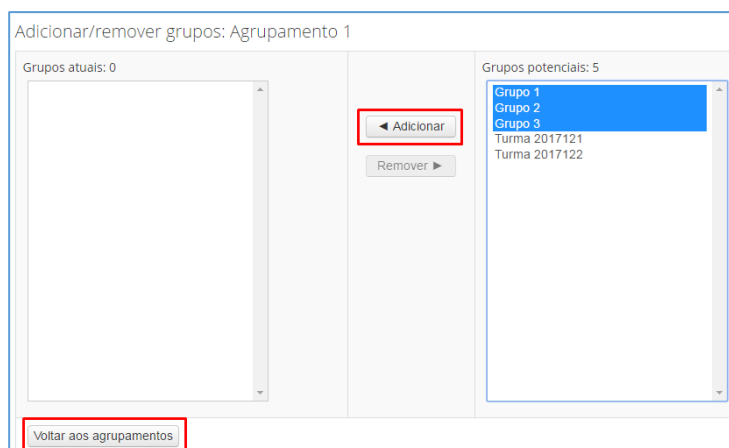 Adicionar/remover grupos: Agrupamento 1
Grupos atuais: 0
Grupos potenciais: 5
Grupo 1
Grupo 2
Grupo 3
Turma 2017121
Turma 2017122
◄ Adicionar
Remover ►
Voltar aos agrupamentos